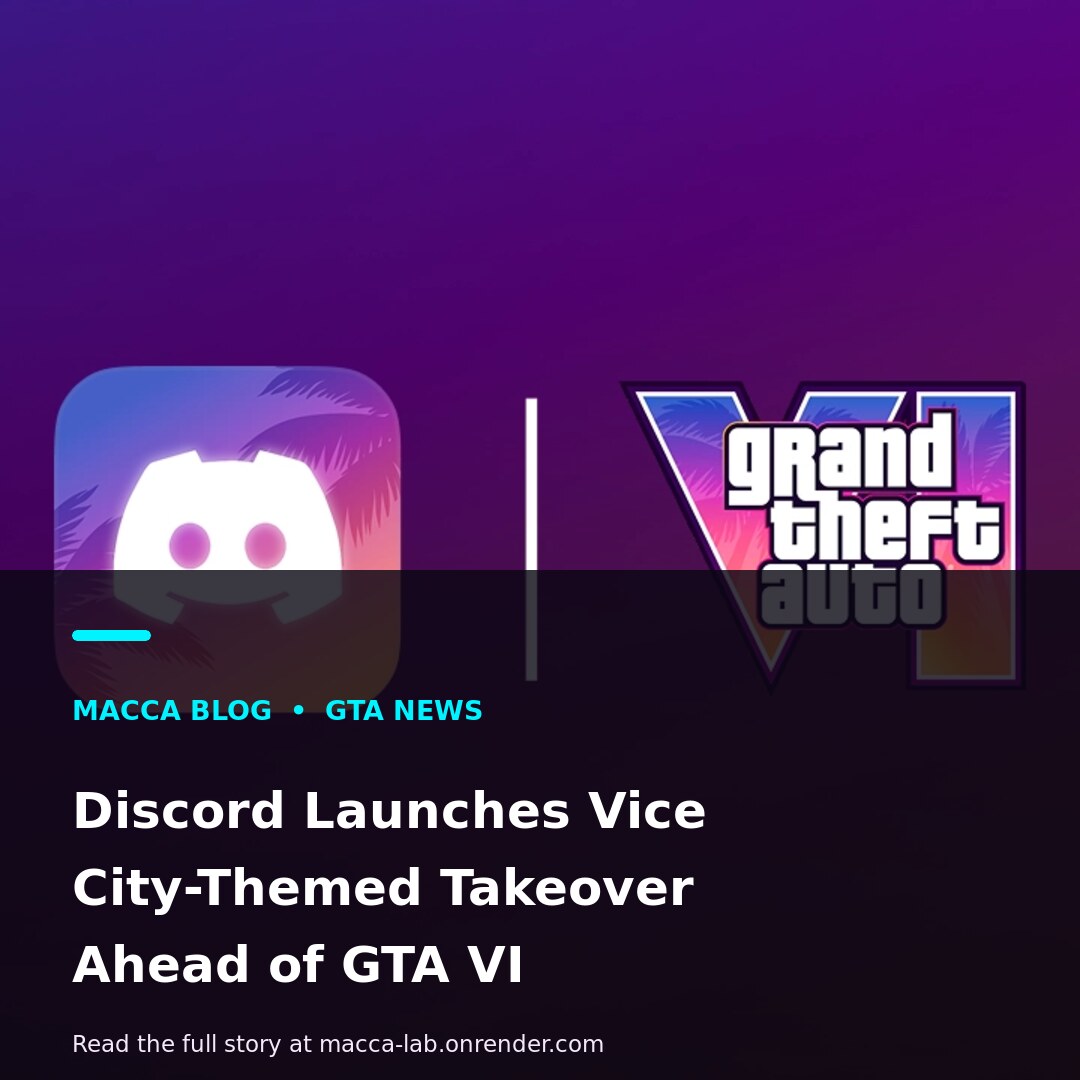 grand
theft
auto
MACCA BLOG • GTA NEWS
Discord Launches Vice
City-Themed Takeover
Ahead of GTA VI
Read the full story at macca-lab.onrender.com